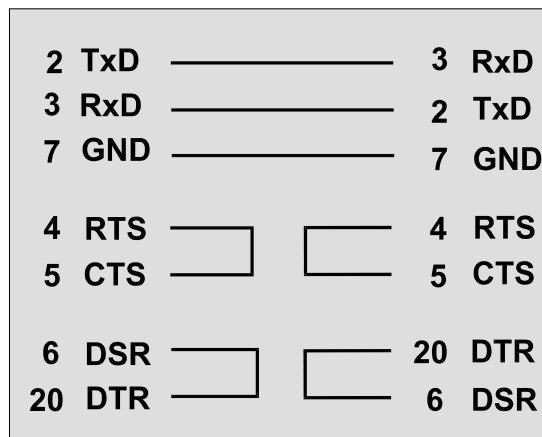 2 TxD 3 RxD
3 RxD 2 TxD
7 GND 7 GND
4 RTS 4 RTS
5 CTS 5 CTS
6 DSR 20 DTR
20 DTR 6 DSR